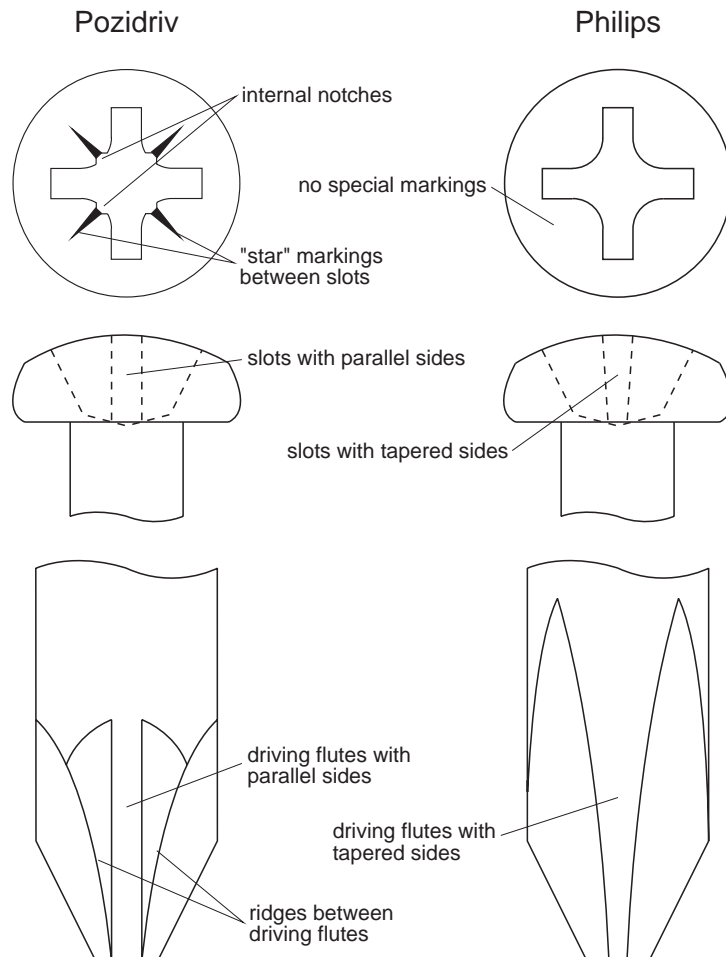 Pozidriv
Philips
internal notches
no special markings
"star" markings
between slots
slots with parallel sides
slots with tapered sides
driving flutes with
parallel sides
driving flutes with
tapered sides
ridges between
driving flutes